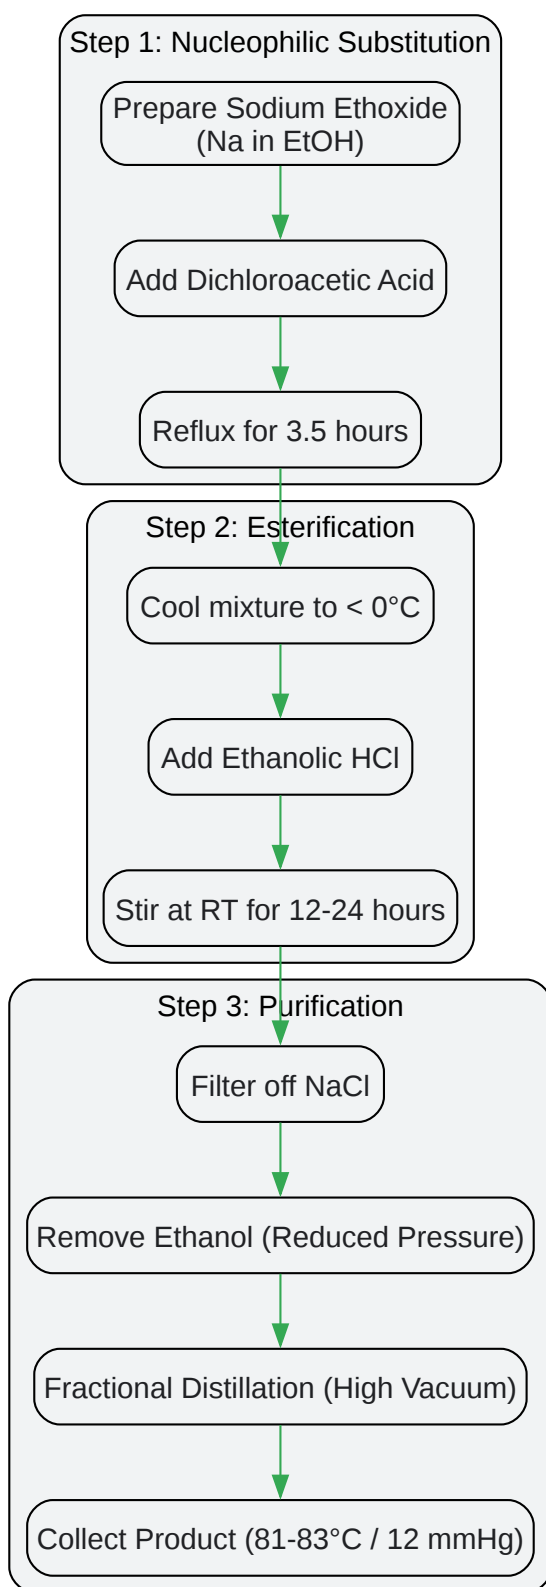 Step 1: Nucleophilic Substitution
Prepare Sodium Ethoxide
(Na in EtOH)
Add Dichloroacetic Acid
Reflux for 3.5 hours
Step 2: Esterification
Cool mixture to < 0°C
Add Ethanolic HCl
Stir at RT for 12-24 hours
Step 3: Purification
Filter off NaCl
Remove Ethanol (Reduced Pressure)
Fractional Distillation (High Vacuum)
Collect Product (81-83°C / 12 mmHg)